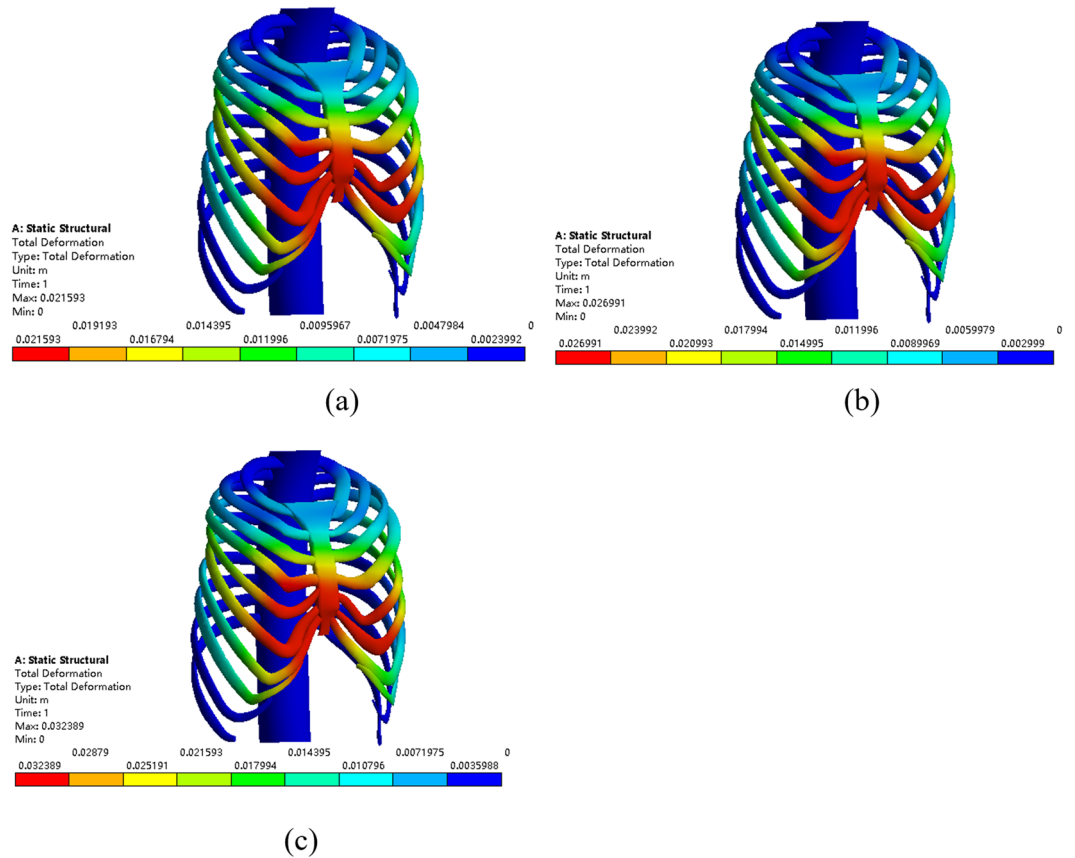 A: Static Structural
Total Deformation
Type: Total Deformation
Unit: m
Time: 1
Max: 0.021593
Min: 0
0.019193 0.014395 0.0095967 0.0047984 0
0.021593 0.016794 0.011996 0.0071975 0.0023992
(a)
A: Static Structural
Total Deformation
Type: Total Deformation
Unit: m
Time: 1
Max: 0.026991
Min: 0
0.023992 0.017994 0.011996 0.0059979 0
0.026991 0.020993 0.014995 0.0089969 0.002999
(b)
A: Static Structural
Total Deformation
Type: Total Deformation
Unit: m
Time: 1
Max: 0.032389
Min: 0
0.02879 0.021593 0.014395 0.0071975 0
0.032389 0.025191 0.017994 0.010796 0.0035988
(c)